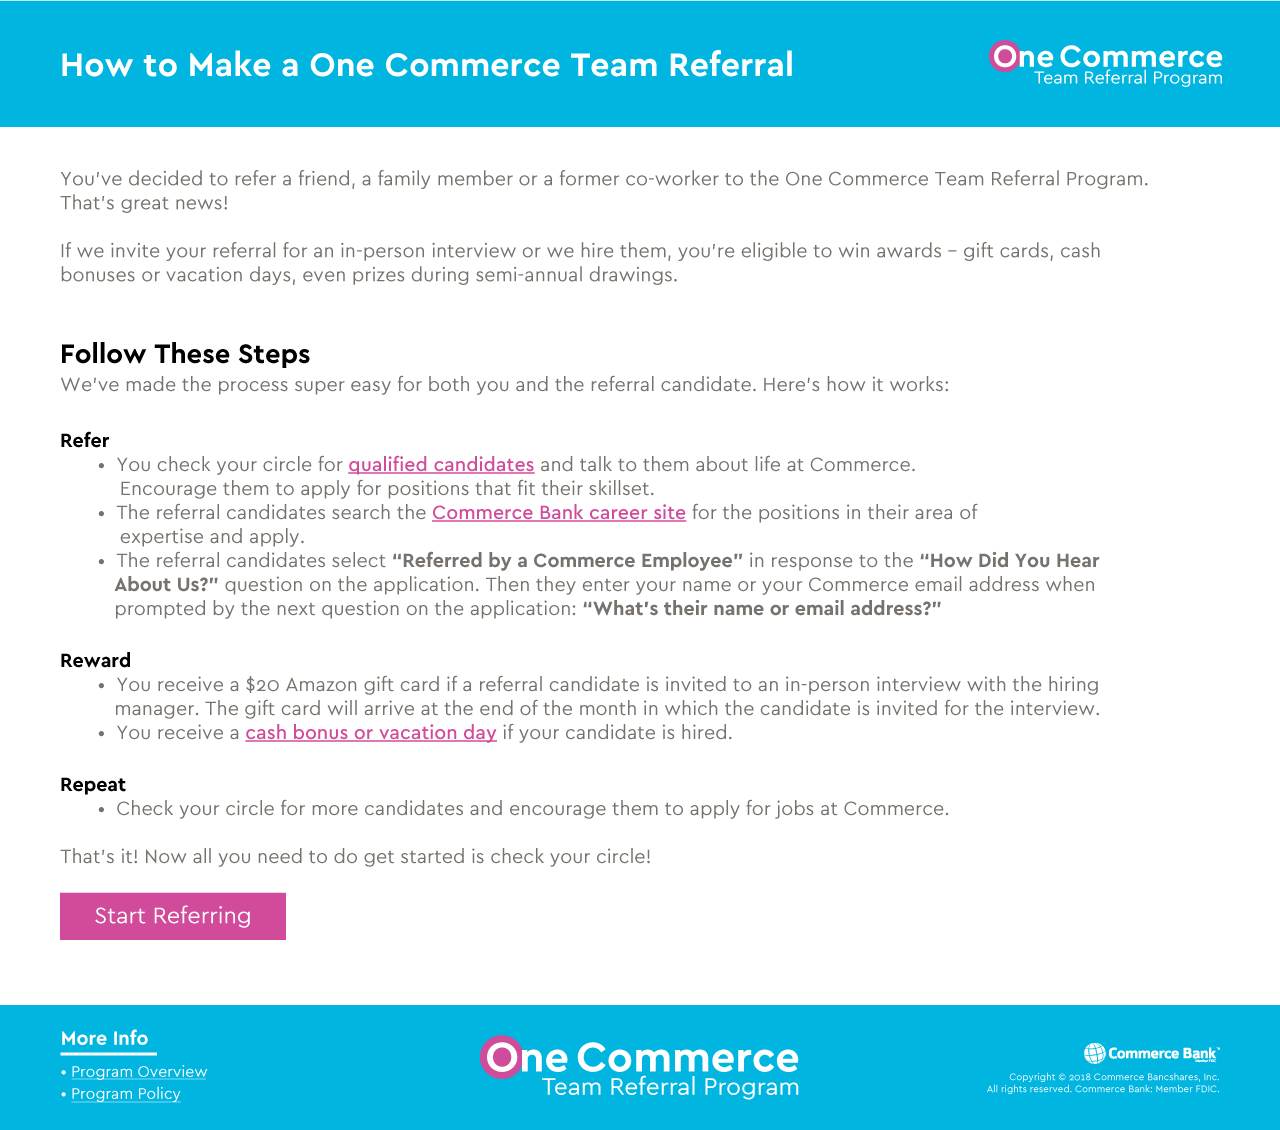 How to Make a One Commerce Team Referral
One Commerce
Team Referral Program
You've decided to refer a friend, a family member or a former co-worker to the One Commerce Team Referral Program.
That's great news!
If we invite your referral for an in-person interview or we hire them, you're eligible to win awards – gift cards, cash
bonuses or vacation days, even prizes during semi-annual drawings.
Follow These Steps
We've made the process super easy for both you and the referral candidate. Here's how it works:
Refer
• You check your circle for qualified candidates and talk to them about life at Commerce.
Encourage them to apply for positions that fit their skillset.
• The referral candidates search the Commerce Bank career site for the positions in their area of
expertise and apply.
• The referral candidates select “Referred by a Commerce Employee” in response to the “How Did You Hear
About Us?” question on the application. Then they enter your name or your Commerce email address when
prompted by the next question on the application: “What's their name or email address?”
Reward
• You receive a $20 Amazon gift card if a referral candidate is invited to an in-person interview with the hiring
manager. The gift card will arrive at the end of the month in which the candidate is invited for the interview.
• You receive a cash bonus or vacation day if your candidate is hired.
Repeat
• Check your circle for more candidates and encourage them to apply for jobs at Commerce.
That's it! Now all you need to do get started is check your circle!
Start Referring
More Info
• Program Overview
• Program Policy
One Commerce
Team Referral Program
Commerce Bank™
Member FDIC
Copyright © 2018 Commerce Bancshares, Inc.
All rights reserved. Commerce Bank: Member FDIC.